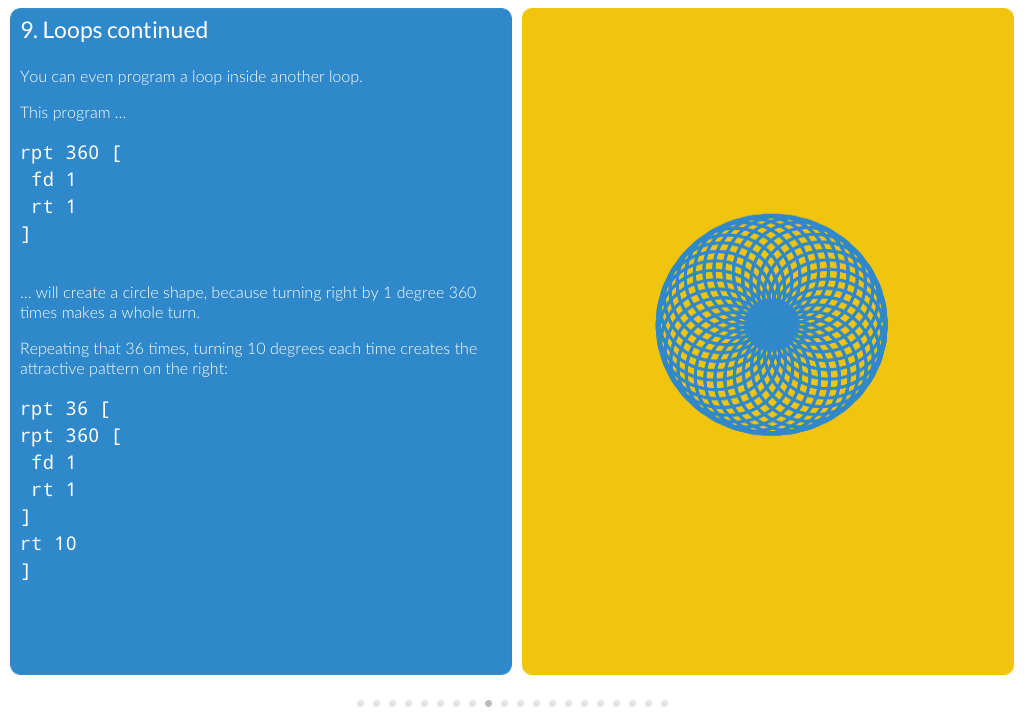 9. Loops continued
You can even program a loop inside another loop.
This program ...
rpt 360 [
 fd 1
 rt 1
]
... will create a circle shape, because turning right by 1 degree 360
times makes a whole turn.
Repeating that 36 times, turning 10 degrees each time creates the
attractive pattern on the right:
rpt 36 [
rpt 360 [
 fd 1
 rt 1
]
rt 10
]